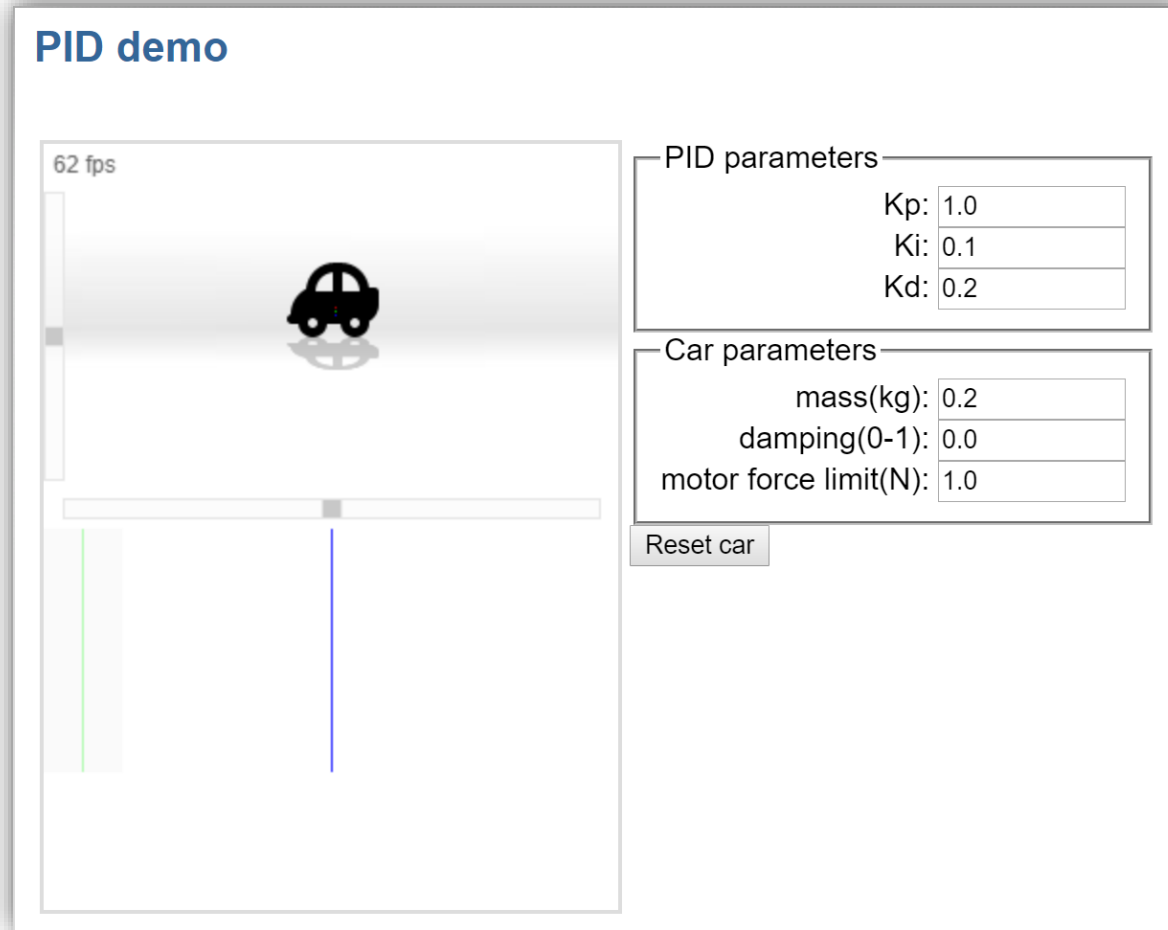 PID demo
62 fps
PID parameters
Kp: 1.0
Ki: 0.1
Kd: 0.2
Car parameters
mass(kg): 0.2
damping(0-1): 0.0
motor force limit(N): 1.0
Reset car